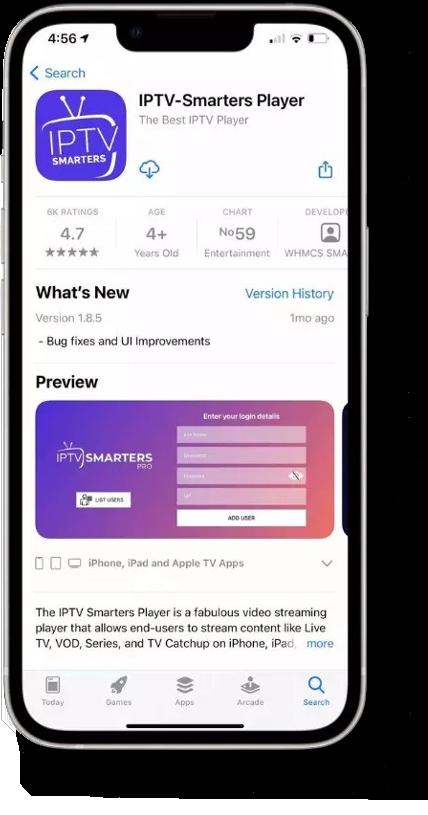 4:56
Search
IPTV
SMARTERS
IPTV-Smarters Player
The Best IPTV Player
6K RATINGS
4.7
★★★★★
AGE
4+
Years Old
CHART
No59
Entertainment
DEVELOPE
WHMCS SMA
What's New
Version History
Version 1.8.5
1mo ago
- Bug fixes and UI Improvements
Preview
IPTV SMARTERS
PRO
LIST USERS
Enter your login details
ADD USER
iPhone, iPad and Apple TV Apps
The IPTV Smarters Player is a fabulous video streaming
player that allows end-users to stream content like Live
TV, VOD, Series, and TV Catchup on iPhone, iPad, more
Today
Games
Apps
Arcade
Search